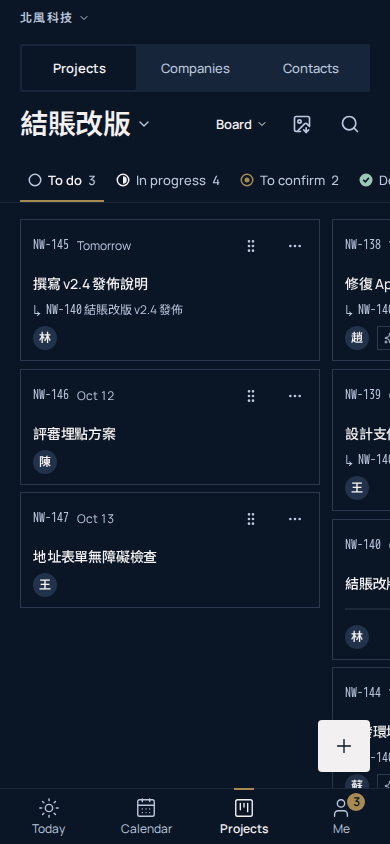 北風科技
Projects
Companies
Contacts
結賬改版
Board
To do 3
In progress 4
To confirm 2
NW-145 Tomorrow
撰寫 v2.4 發佈說明
NW-140 結賬改版 v2.4 發佈
林
NW-146 Oct 12
評審埋點方案
陳
NW-147 Oct 13
地址表單無障礙檢查
王
NW-138
修復 Ap
趙
NW-139
設計支
王
NW-140
結賬改
林
NW-144
蘇
Today
Calendar
Projects
Me
3